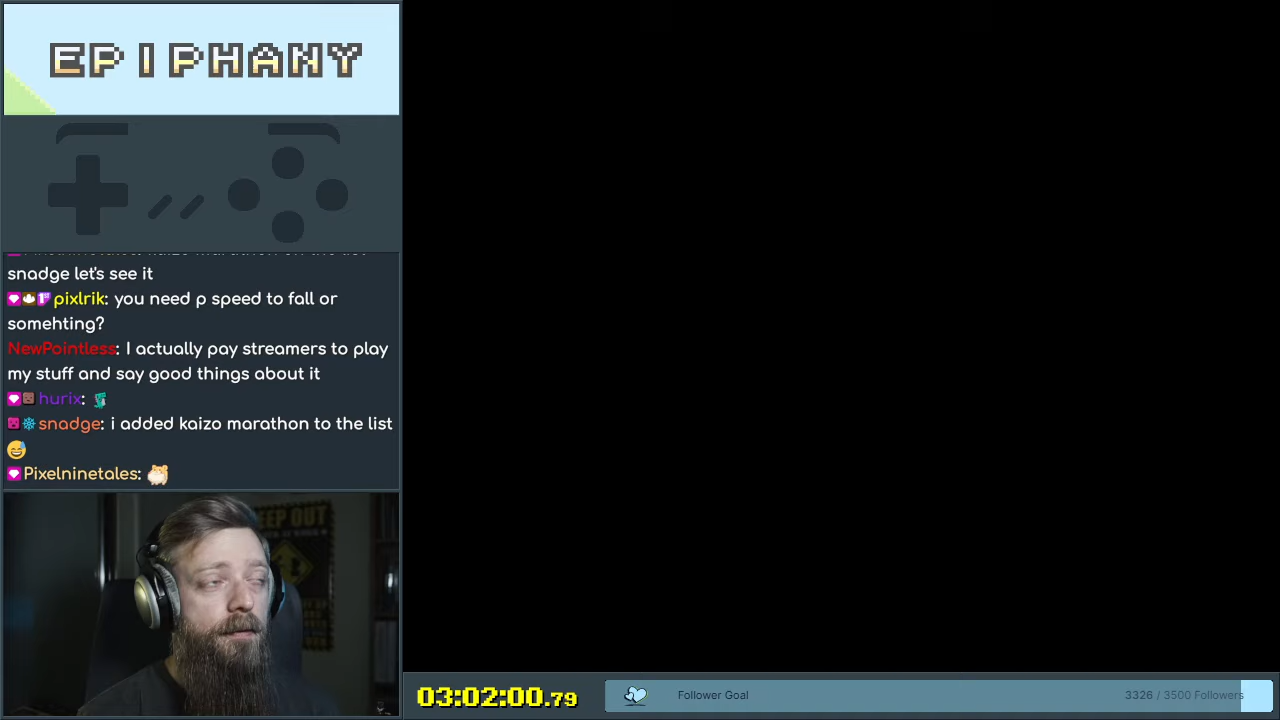 EPIPHANY
snadge let's see it
pixlrik: you need p speed to fall or
somehting?
NewPointless: I actually pay streamers to play
my stuff and say good things about it
hurix:
snadge: i added kaizo marathon to the list
Pixelninetales:
EEP OUT
03:02:00.79
Follower Goal
3326 / 3500 Followers